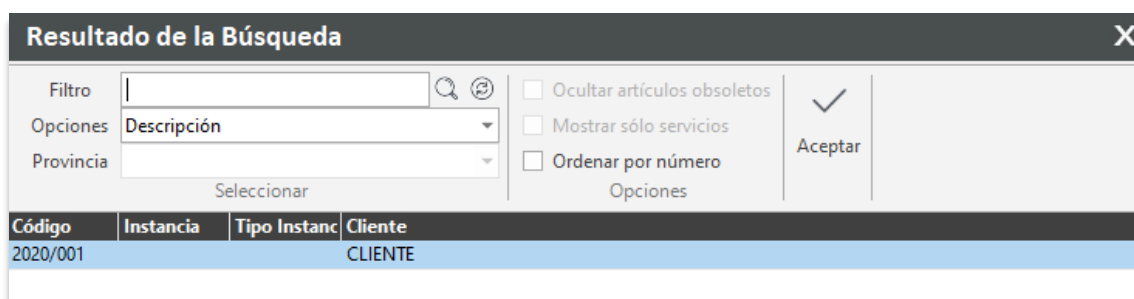 Resultado de la Búsqueda X
Filtro Ocultar artículos obsoletos
Opciones Descripción Mostrar sólo servicios
Provincia Ordenar por número Aceptar
Seleccionar Opciones
Código Instancia Tipo Instanc Cliente
2020/001 CLIENTE